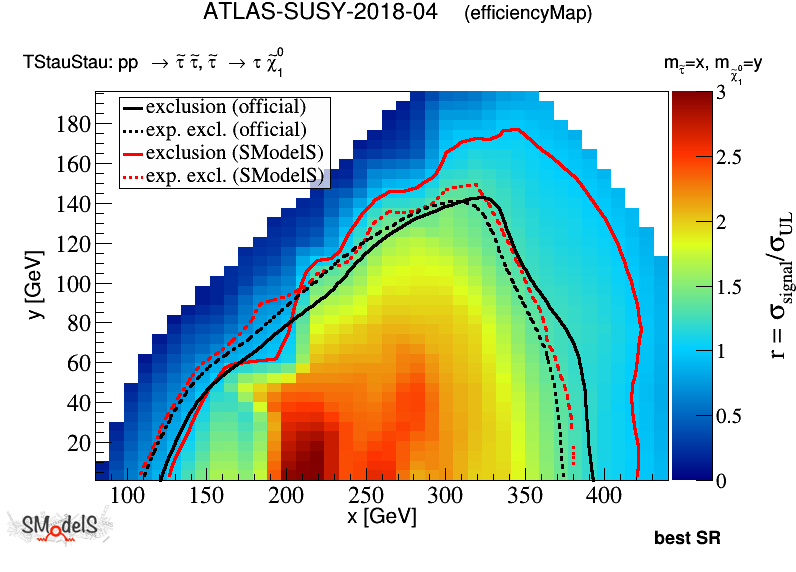 ATLAS-SUSY-2018-04 (efficiencyMap)
TStauStau: pp → τ̃ τ̃, τ̃ → τ χ̃₁⁰
m_τ̃=x, m_χ̃₁⁰=y
exclusion (official)
exp. excl. (official)
exclusion (SModelS)
exp. excl. (SModelS)
180
160
140
120
100
80
60
40
20
y [GeV]
100 150 200 250 300 350 400
x [GeV]
3
2.5
2
1.5
1
0.5
0
r = σ_signal/σ_UL
SModelS
best SR